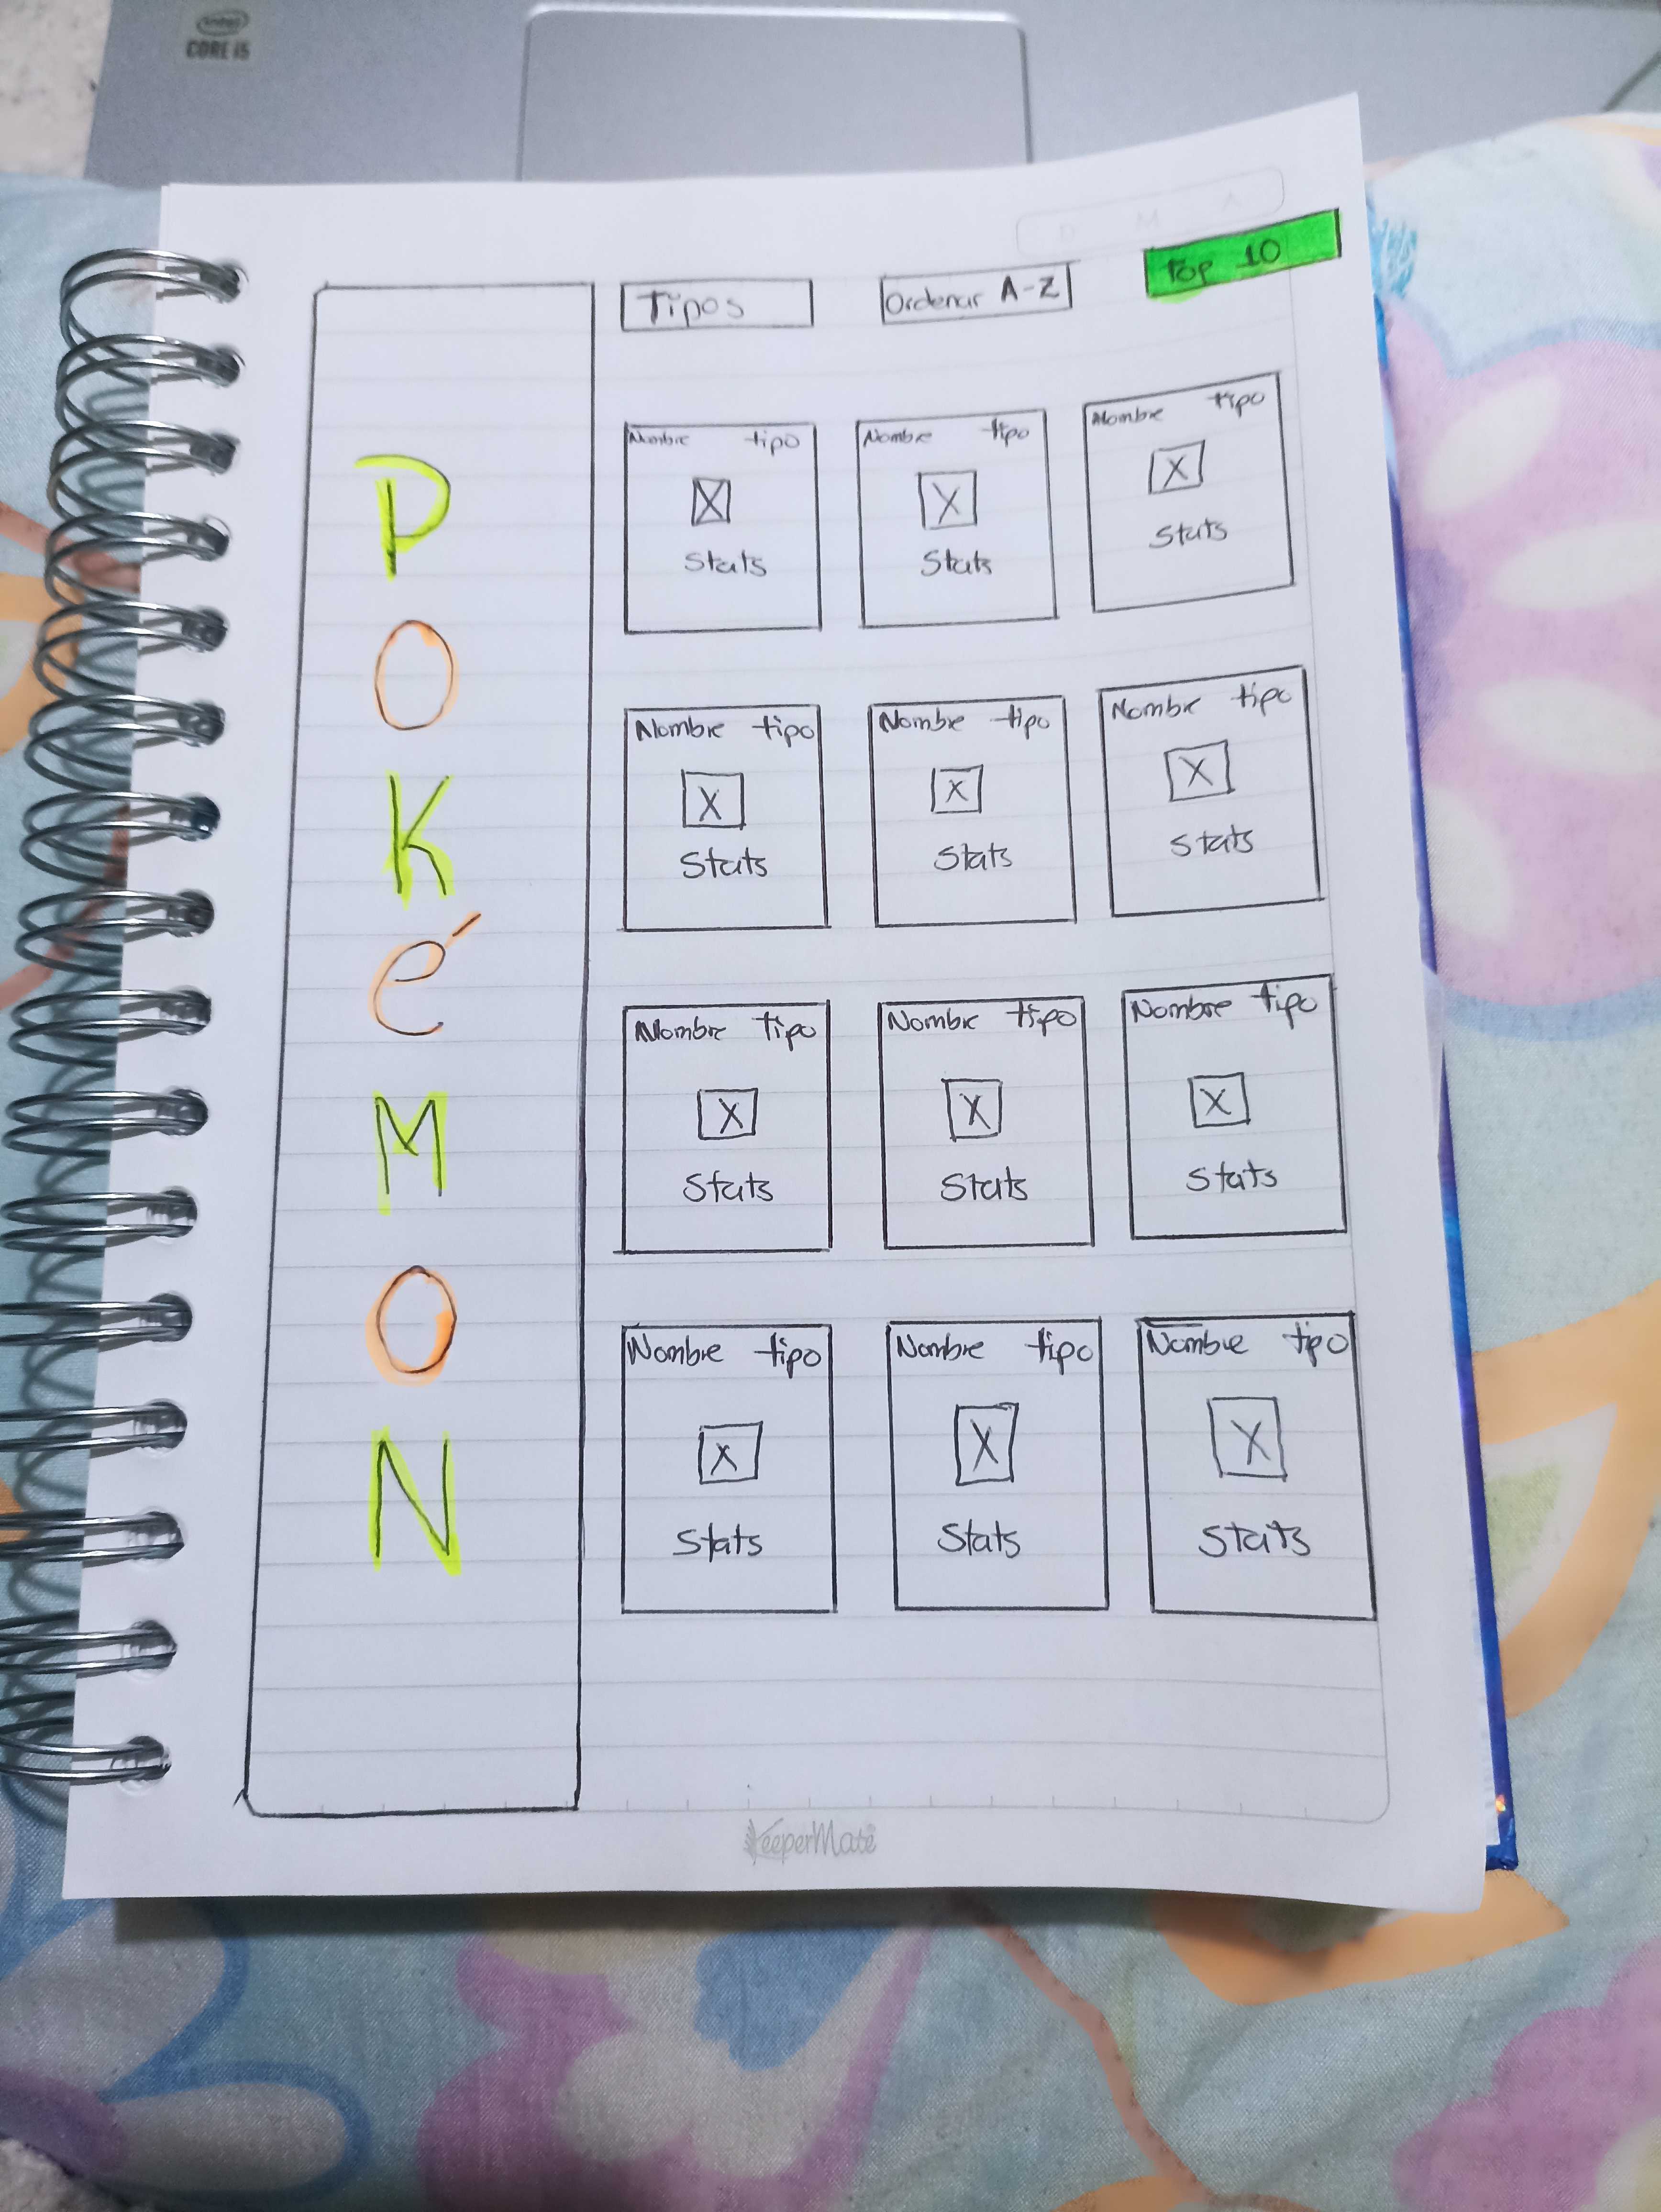 intel
CORE i5
D M A
Tipos
Ordenar A-Z
Top 10
POKéMON
Nombre tipo
X
Stats
Nombre tipo
X
Stats
Nombre tipo
X
Stats
Nombre tipo
X
Stats
Nombre tipo
X
Stats
Nombre tipo
X
Stats
Nombre tipo
X
Stats
Nombre tipo
X
Stats
Nombre tipo
X
Stats
Nombre tipo
X
Stats
Nombre tipo
X
Stats
Nombre tipo
X
Stats
KeeperMate